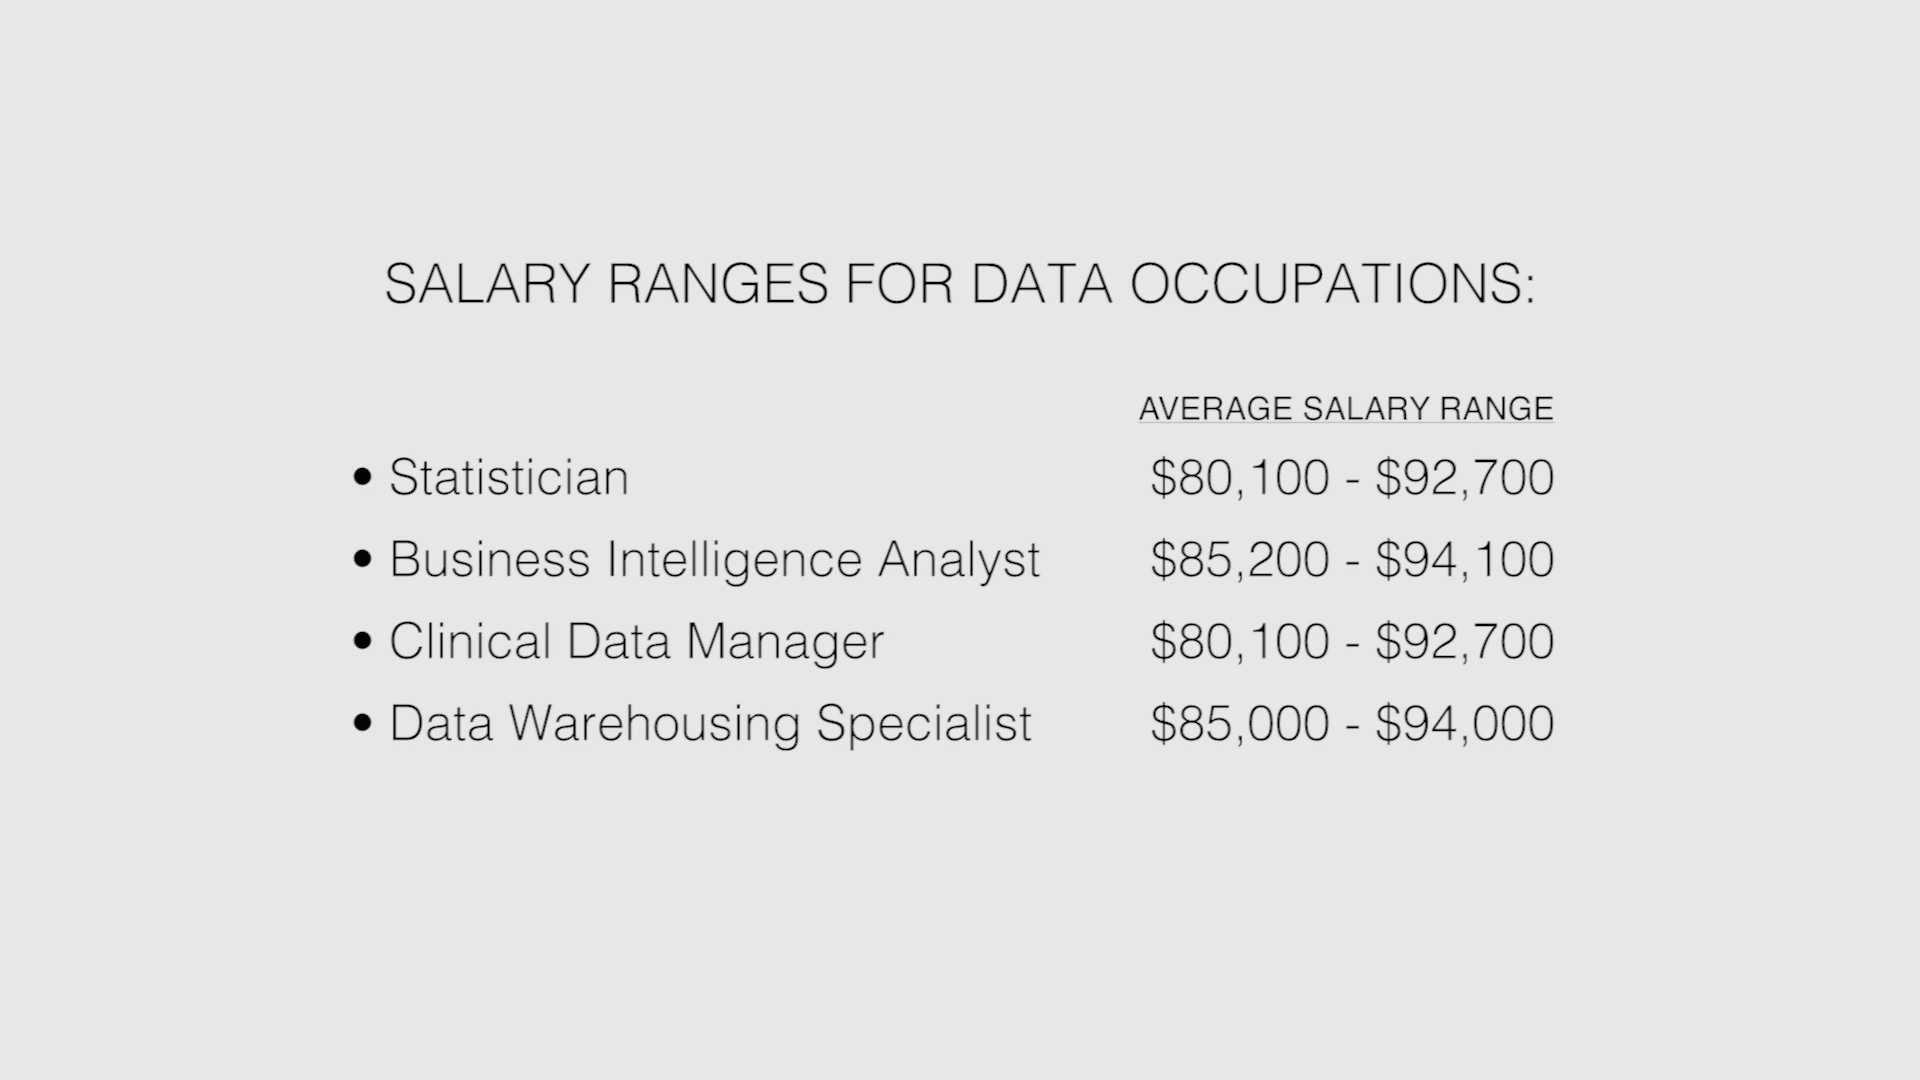 SALARY RANGES FOR DATA OCCUPATIONS:
AVERAGE SALARY RANGE
• Statistician $80,100 - $92,700
• Business Intelligence Analyst $85,200 - $94,100
• Clinical Data Manager $80,100 - $92,700
• Data Warehousing Specialist $85,000 - $94,000